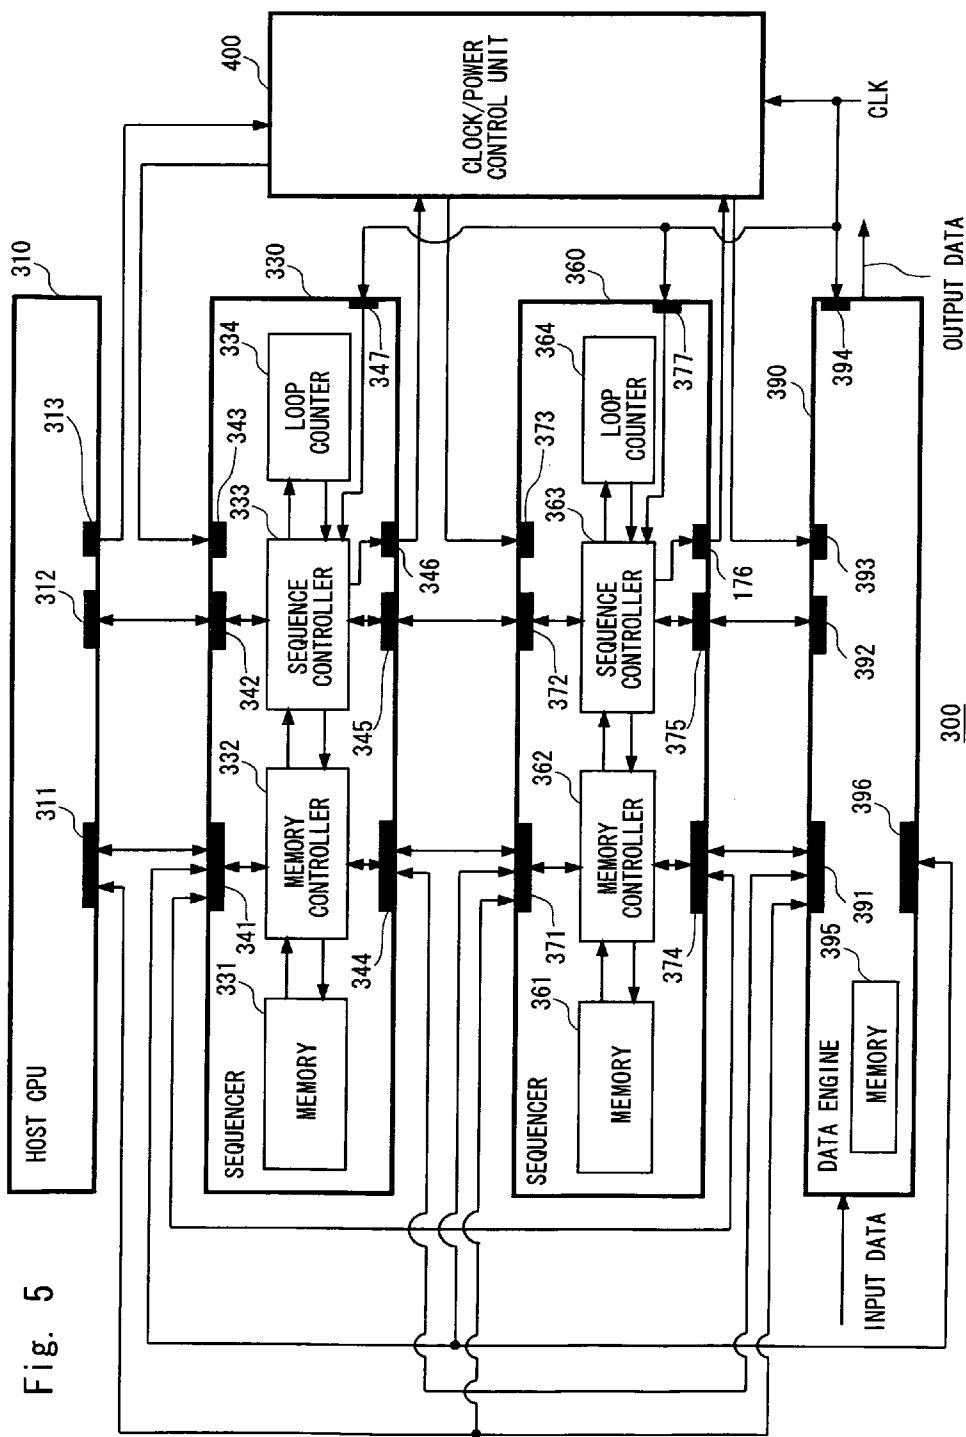 Fig. 5
HOST CPU
310
311
312
313
SEQUENCER
330
MEMORY
331
MEMORY
CONTROLLER
332
SEQUENCE
CONTROLLER
333
LOOP
COUNTER
334
341
342
343
344
345
346
347
SEQUENCER
360
MEMORY
361
MEMORY
CONTROLLER
362
SEQUENCE
CONTROLLER
363
LOOP
COUNTER
364
371
372
373
374
375
176
377
DATA ENGINE
390
MEMORY
395
391
392
393
394
396
INPUT DATA
OUTPUT DATA
CLOCK/POWER
CONTROL UNIT
400
CLK
300